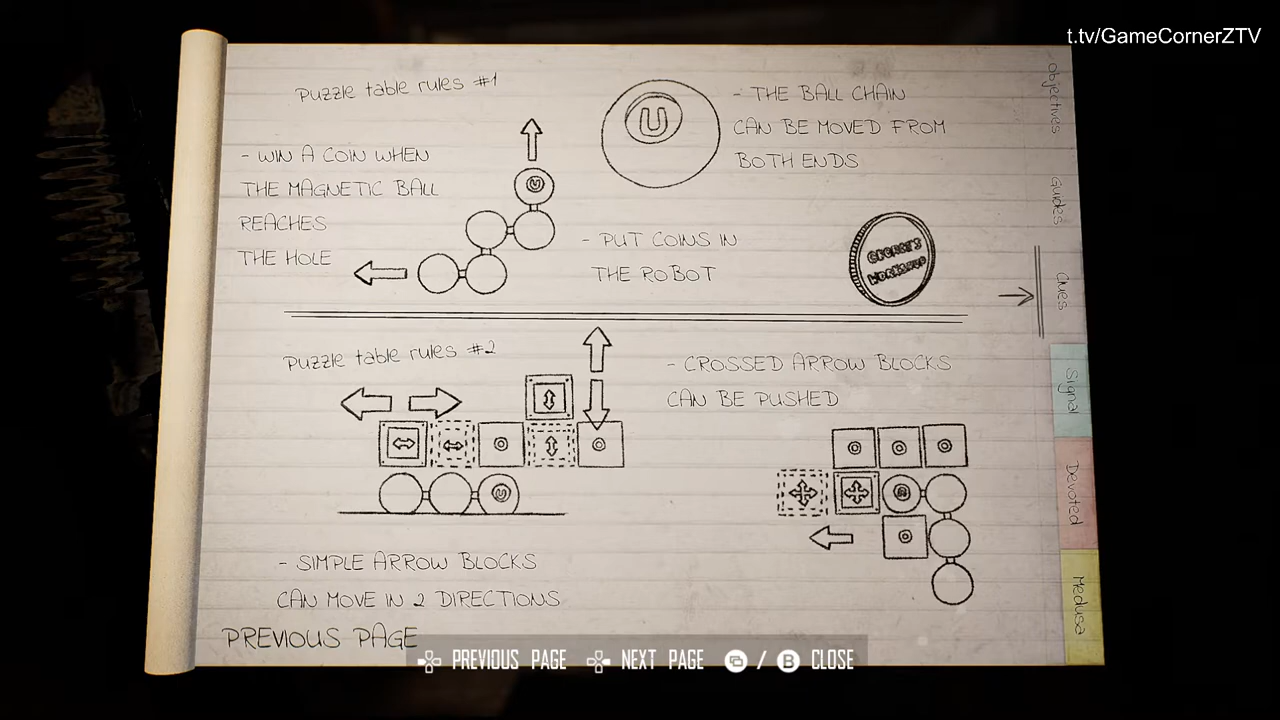 t.tv/GameCornerZTV
Puzzle table rules #1
- WIN A COIN WHEN
THE MAGNETIC BALL
REACHES
THE HOLE
U
U
- THE BALL CHAIN
CAN BE MOVED FROM
BOTH ENDS
- PUT COINS IN
THE ROBOT
GEORGE'S
WORKSHOP
Puzzle table rules #2
- CROSSED ARROW BLOCKS
CAN BE PUSHED
U
- SIMPLE ARROW BLOCKS
CAN MOVE IN 2 DIRECTIONS
PREVIOUS PAGE
Objectives
Guides
Clues
Signal
Devoted
Medusa
PREVIOUS PAGE
NEXT PAGE
/ B CLOSE